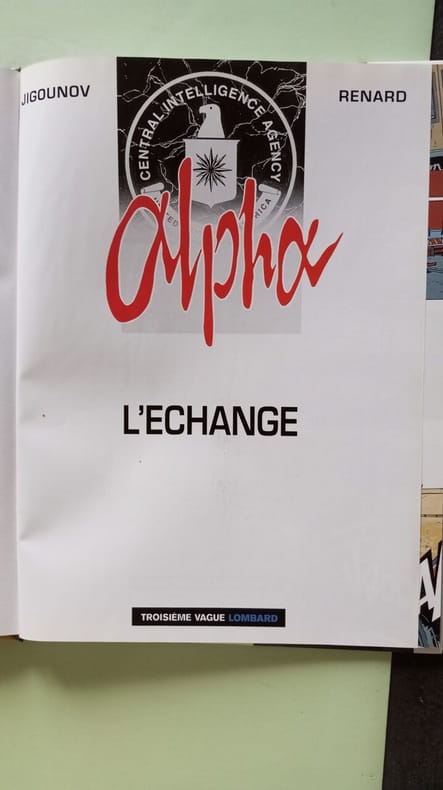 JIGOUNOV
RENARD
CENTRAL INTELLIGENCE AGENCY
alpha
L'ECHANGE
TROISIÈME VAGUE LOMBARD